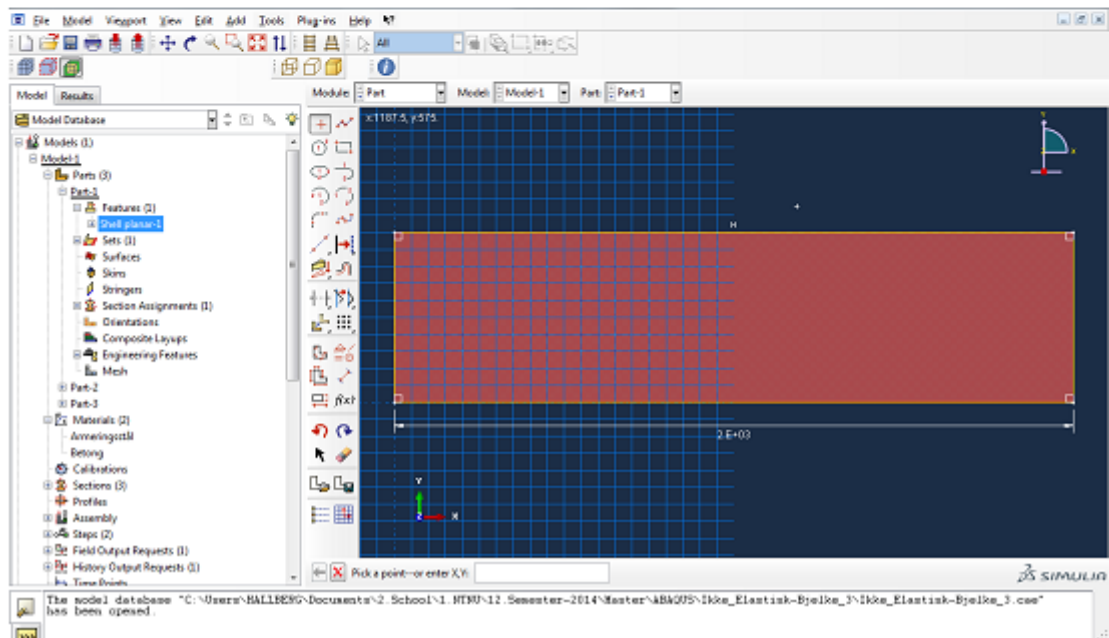 File Model Viewport View Edit Add Tools Plug-ins Help
All
Model Results
Module: Part Model: Model-1 Part: Part-1
Model Database
x:1187.5, y:575.
Models (1)
Model-1
Parts (3)
Part-1
Features (1)
Shell planar-1
Sets (3)
Surfaces
Skins
Stringers
Section Assignments (1)
Orientations
Composite Layups
Engineering Features
Mesh
Part-2
Part-3
Materials (2)
Armeringsstål
Betong
Calibrations
Sections (3)
Profiles
Assembly
Steps (2)
Field Output Requests (1)
History Output Requests (1)
Time Points
Y
X
H
2.E+03
Y
Z X
f(x)
Pick a point--or enter X,Y:
SIMULIA
The model database "C:\Users\HALLBERG\Documents\2.School\1.NTNU\12.Semester-2014\Master\ABAQUS\Ikke_Elastisk-Bjelke_3\Ikke_Elastisk-Bjelke_3.cae"
has been opened.